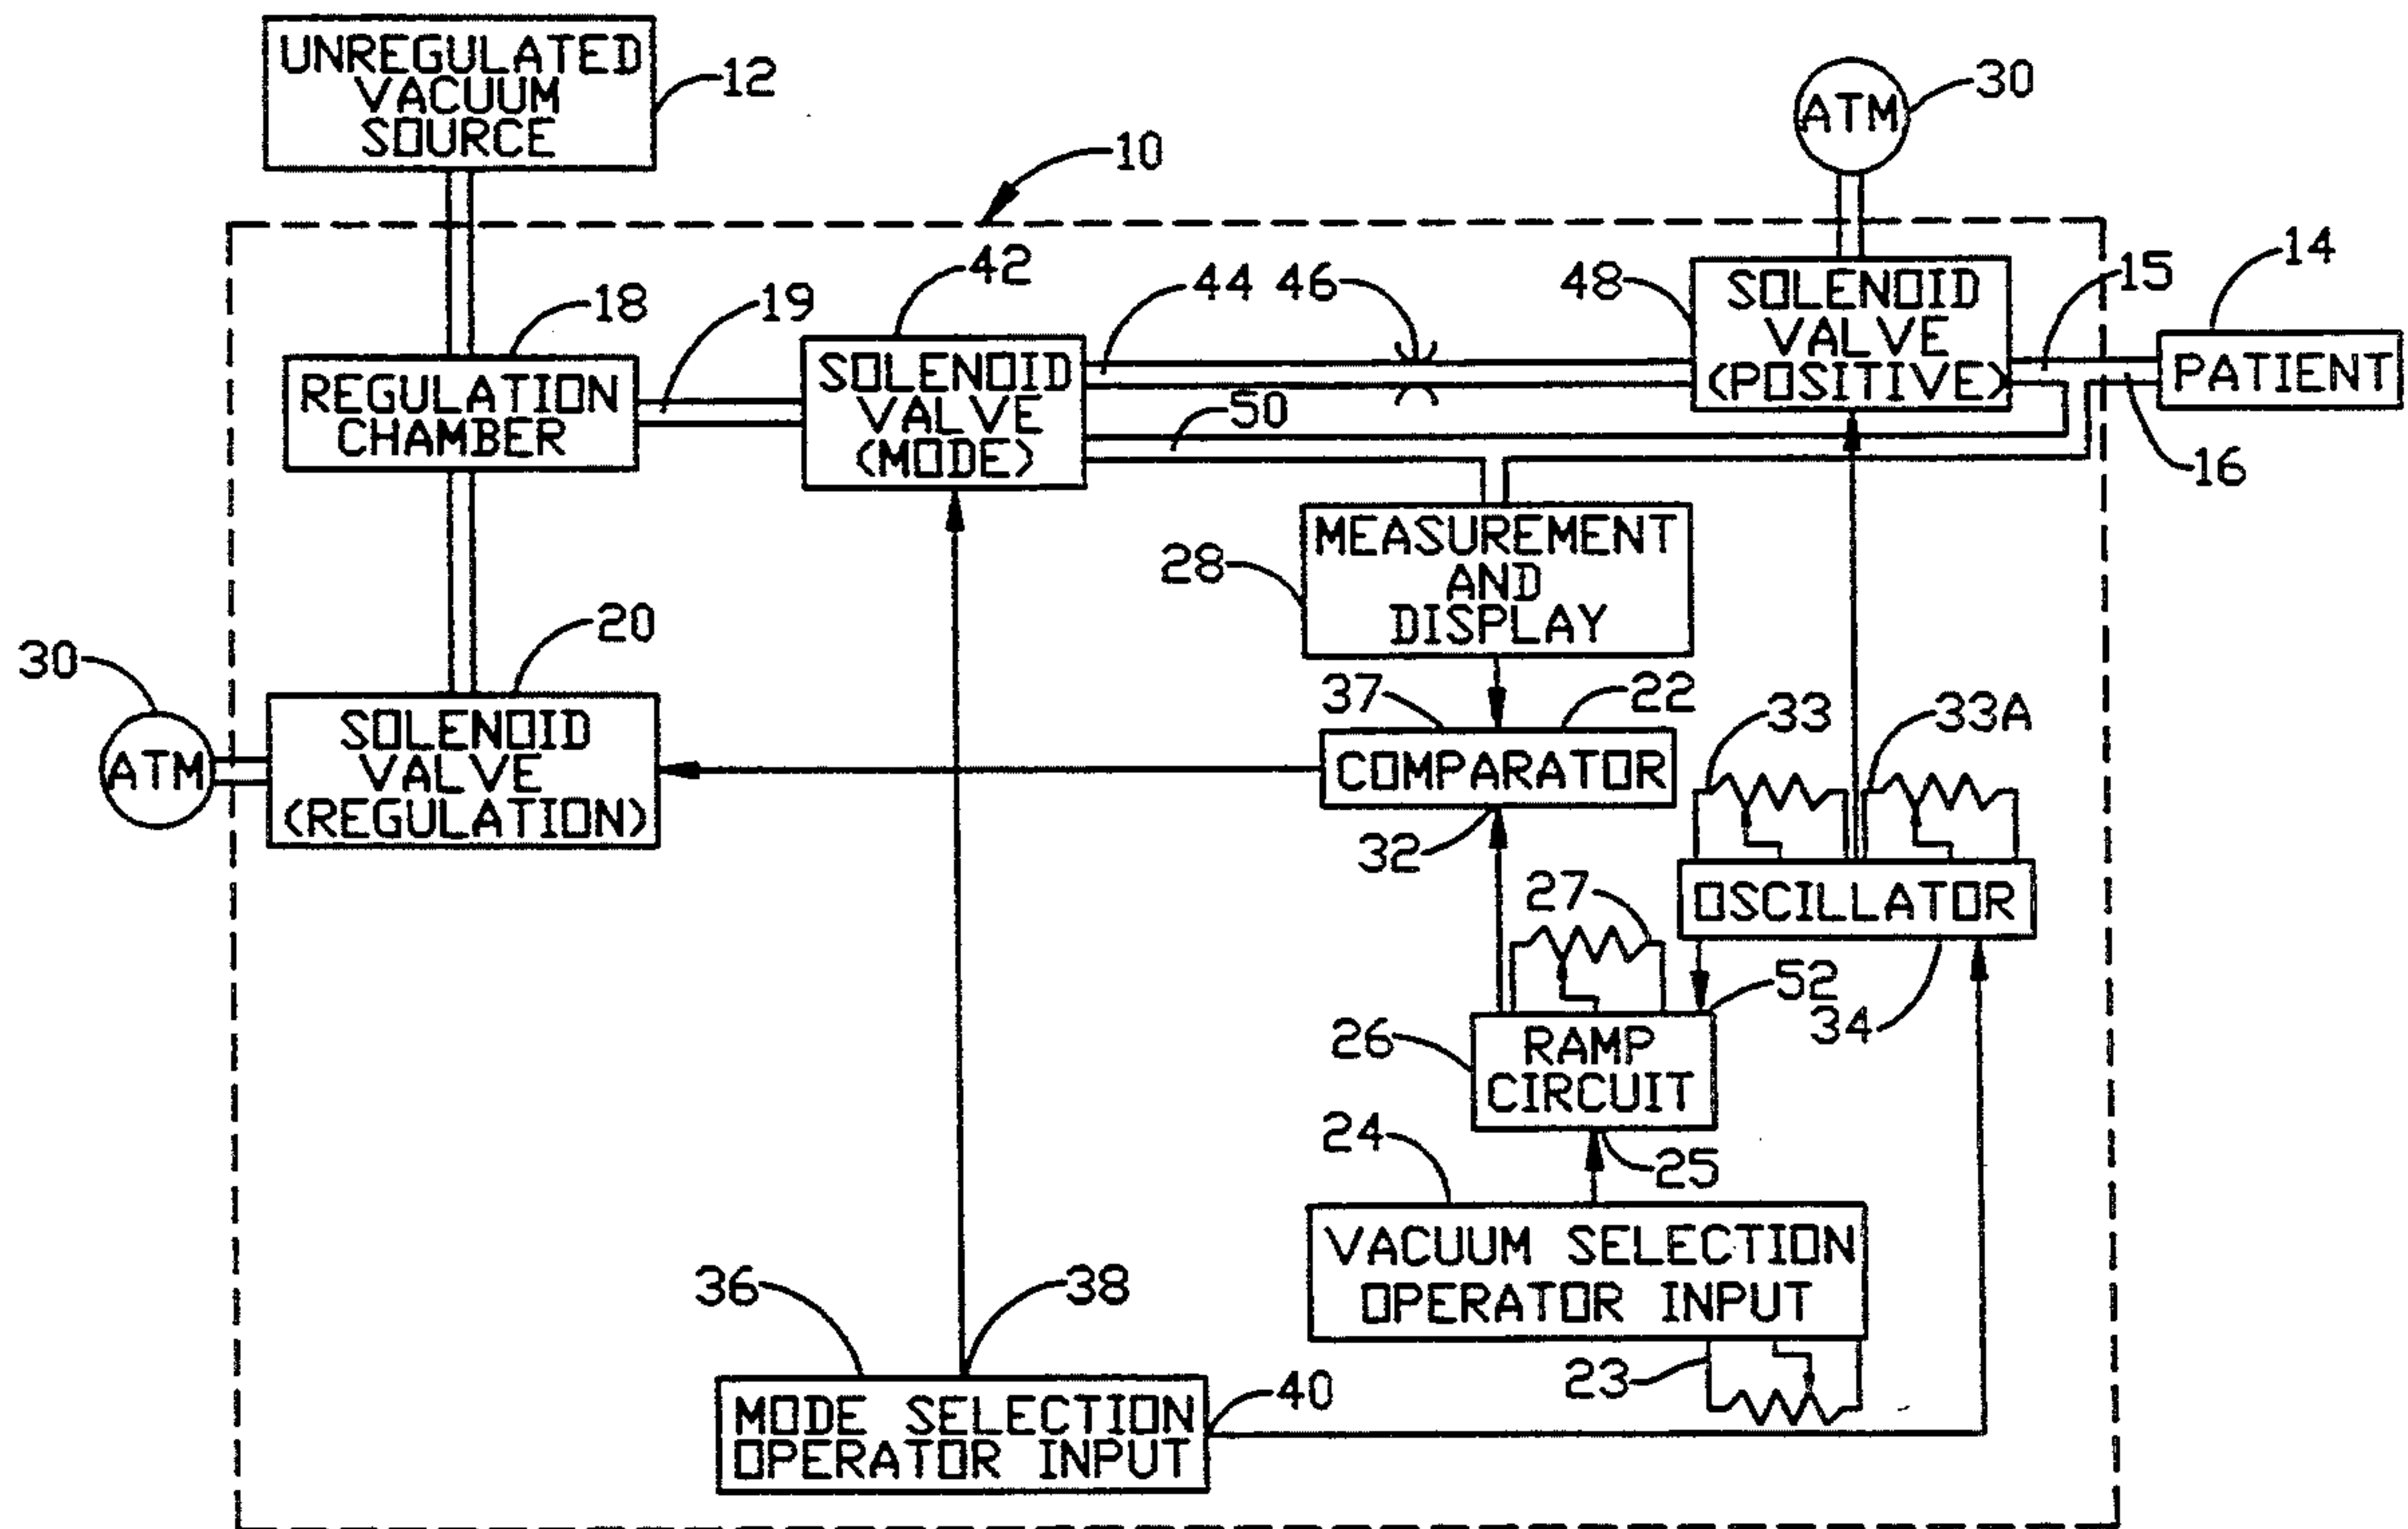 UNREGULATED
VACUUM
SOURCE
12
ATM
30
10
42
44
46
48
SOLENOID
VALVE
(POSITIVE)
15
14
PATIENT
16
18
19
REGULATION
CHAMBER
SOLENOID
VALVE
(MODE)
50
28
MEASUREMENT
AND
DISPLAY
30
ATM
20
SOLENOID
VALVE
(REGULATION)
37
22
COMPARATOR
32
33
33A
OSCILLATOR
27
52
34
26
RAMP
CIRCUIT
24
25
VACUUM SELECTION
OPERATOR INPUT
23
36
38
MODE SELECTION
OPERATOR INPUT
40